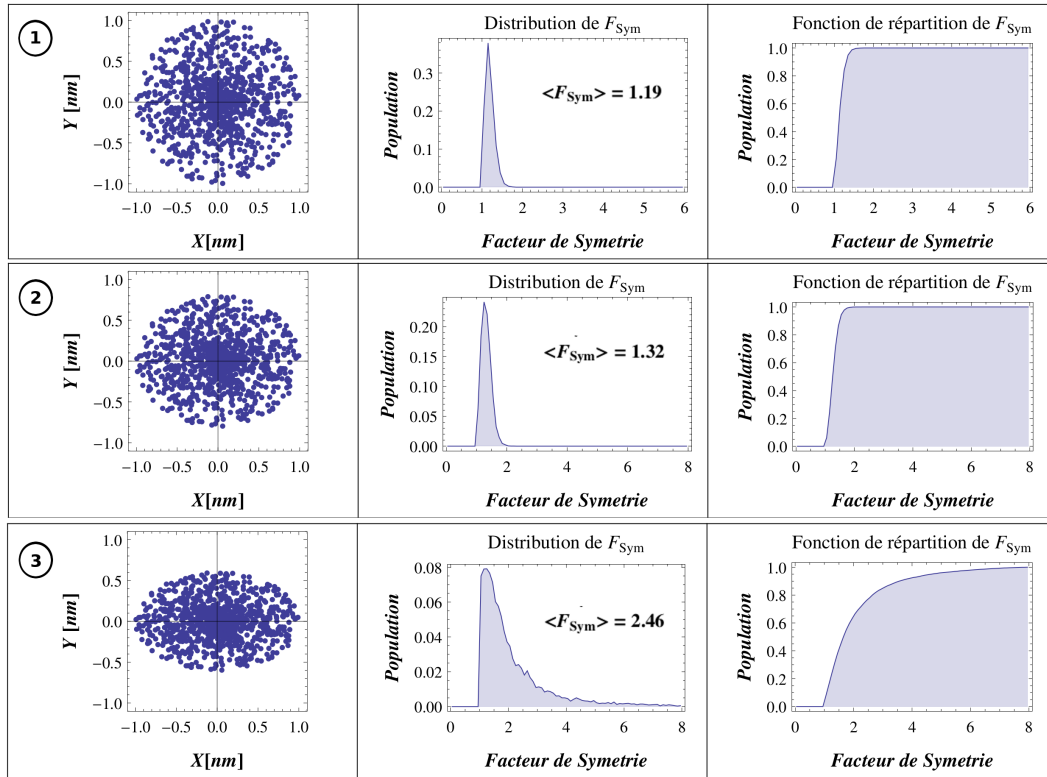 1
Y [nm]
1.0
0.5
0.0
−0.5
−1.0
−1.0 −0.5 0.0 0.5 1.0
X[nm]
Distribution de FSym
Population
0.3
0.2
0.1
0.0
<FSym> = 1.19
0 1 2 3 4 5 6
Facteur de Symetrie
Fonction de répartition de FSym
Population
1.0
0.8
0.6
0.4
0.2
0.0
0 1 2 3 4 5 6
Facteur de Symetrie
2
Y [nm]
1.0
0.5
0.0
−0.5
−1.0
−1.0 −0.5 0.0 0.5 1.0
X[nm]
Distribution de FSym
Population
0.20
0.15
0.10
0.05
0.00
<FSym> = 1.32
0 2 4 6 8
Facteur de Symetrie
Fonction de répartition de FSym
Population
1.0
0.8
0.6
0.4
0.2
0.0
0 2 4 6 8
Facteur de Symetrie
3
Y [nm]
1.0
0.5
0.0
−0.5
−1.0
−1.0 −0.5 0.0 0.5 1.0
X[nm]
Distribution de FSym
Population
0.08
0.06
0.04
0.02
0.00
<FSym> = 2.46
0 2 4 6 8
Facteur de Symetrie
Fonction de répartition de FSym
Population
1.0
0.8
0.6
0.4
0.2
0.0
0 2 4 6 8
Facteur de Symetrie